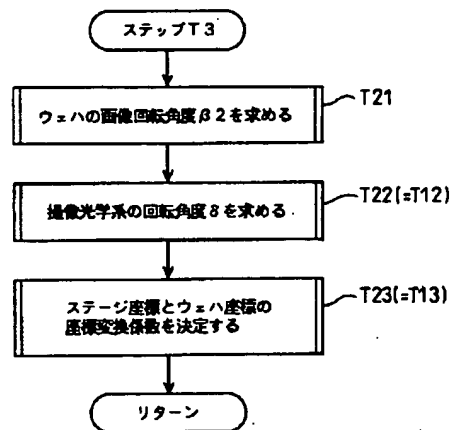 ステップT3
ウェハの画像回転角度β2を求める
T21
撮像光学系の回転角度δを求める
T22(=T12)
ステージ座標とウェハ座標の
座標変換係数を決定する
T23(=T13)
リターン